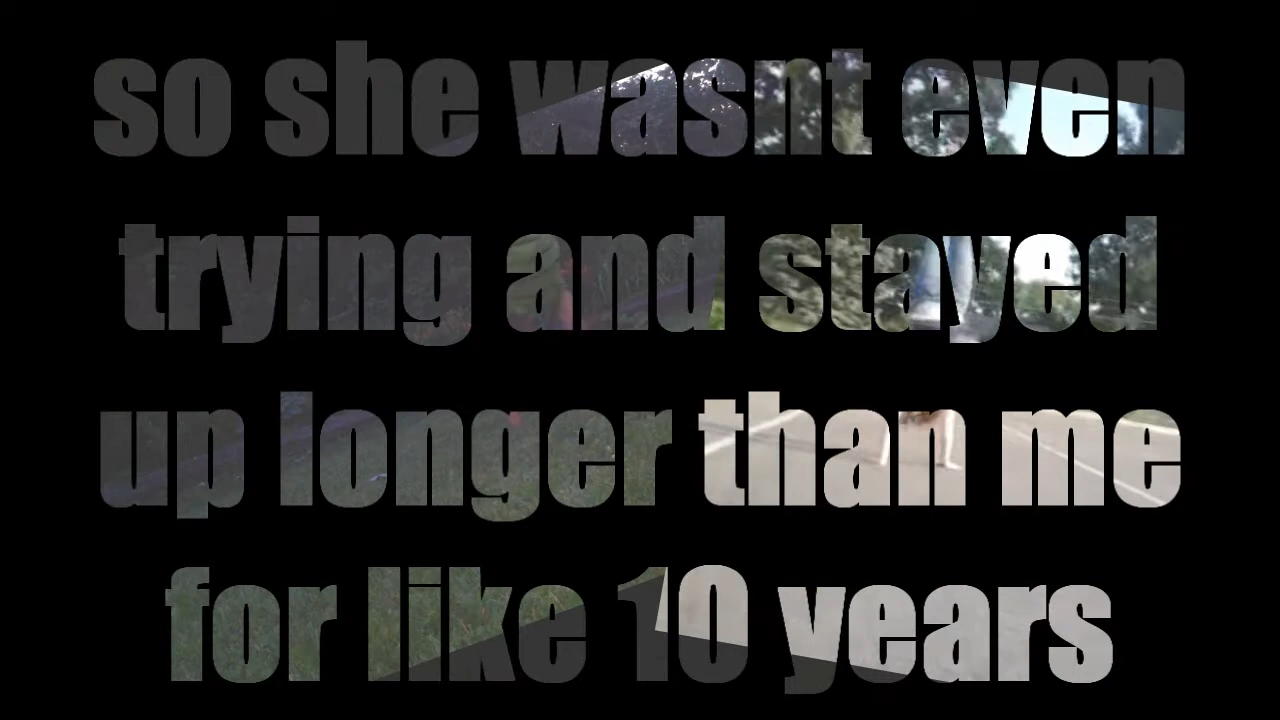 so she wasnt even
trying and stayed
up longer than me
for like 10 years